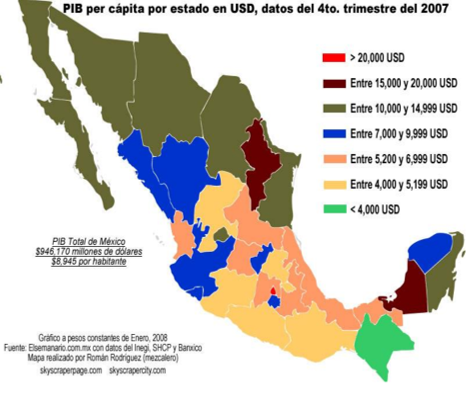 PIB per cápita por estado en USD, datos del 4to. trimestre del 2007
> 20,000 USD
Entre 15,000 y 20,000 USD
Entre 10,000 y 14,999 USD
Entre 7,000 y 9,999 USD
Entre 5,200 y 6,999 USD
Entre 4,000 y 5,199 USD
< 4,000 USD
PIB Total de México
$946,170 millones de dólares
$8,945 por habitante
Gráfico a pesos constantes de Enero, 2008
Fuente: Elsemanario.com.mx con datos del Inegi, SHCP y Banxico
Mapa realizado por Román Rodríguez (mezcalero)
skyscraperpage.com skyscrapercity.com